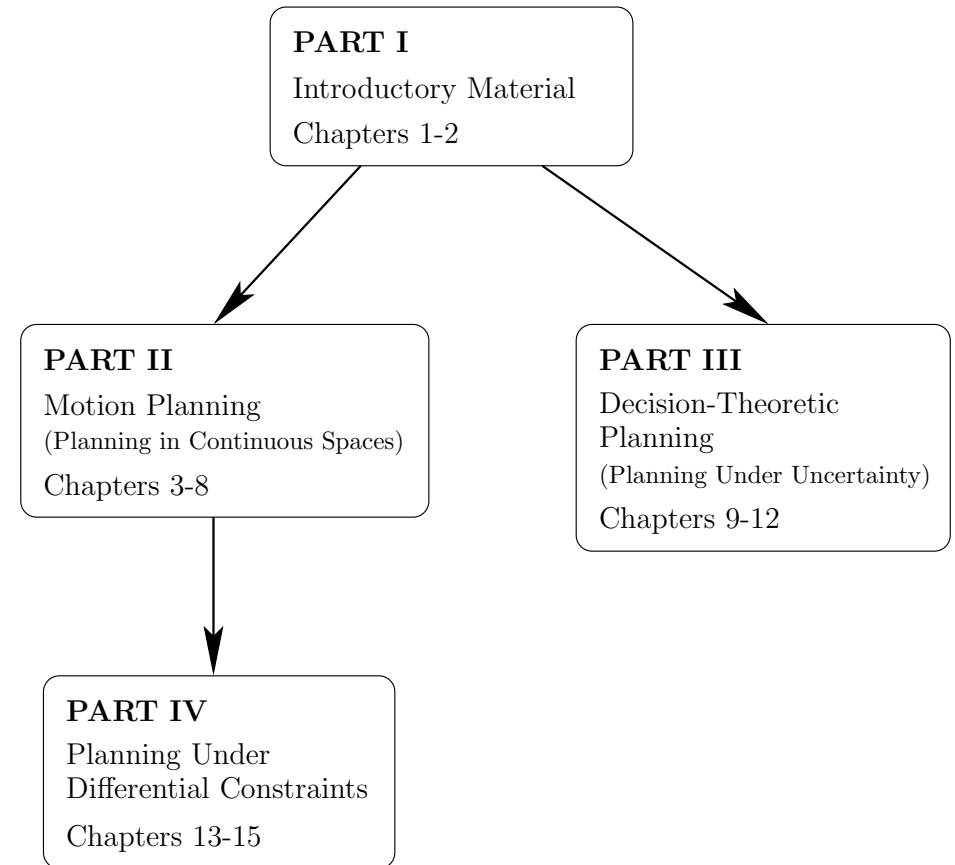 PART I
Introductory Material
Chapters 1-2
PART II
Motion Planning
(Planning in Continuous Spaces)
Chapters 3-8
PART III
Decision-Theoretic
Planning
(Planning Under Uncertainty)
Chapters 9-12
PART IV
Planning Under
Differential Constraints
Chapters 13-15